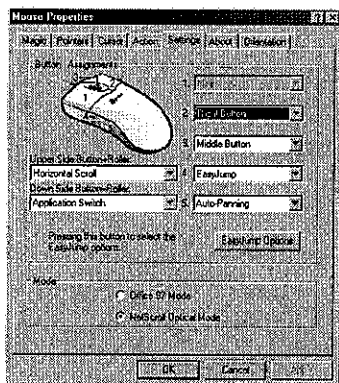 Mouse Properties
Magic Pointers Cursor Action Settings About Orientation
Button Assignments
1.
2. Right Button
3. Middle Button
Upper Side Button+Roller:
Horizontal Scroll
4. EasyJump
Down Side Button+Roller:
Application Switch
5. Auto-Panning
Pressing this button to select the EasyJump options.
EasyJump Options
Mode
Office 97 Mode
NetScroll Optical Mode
OK Cancel